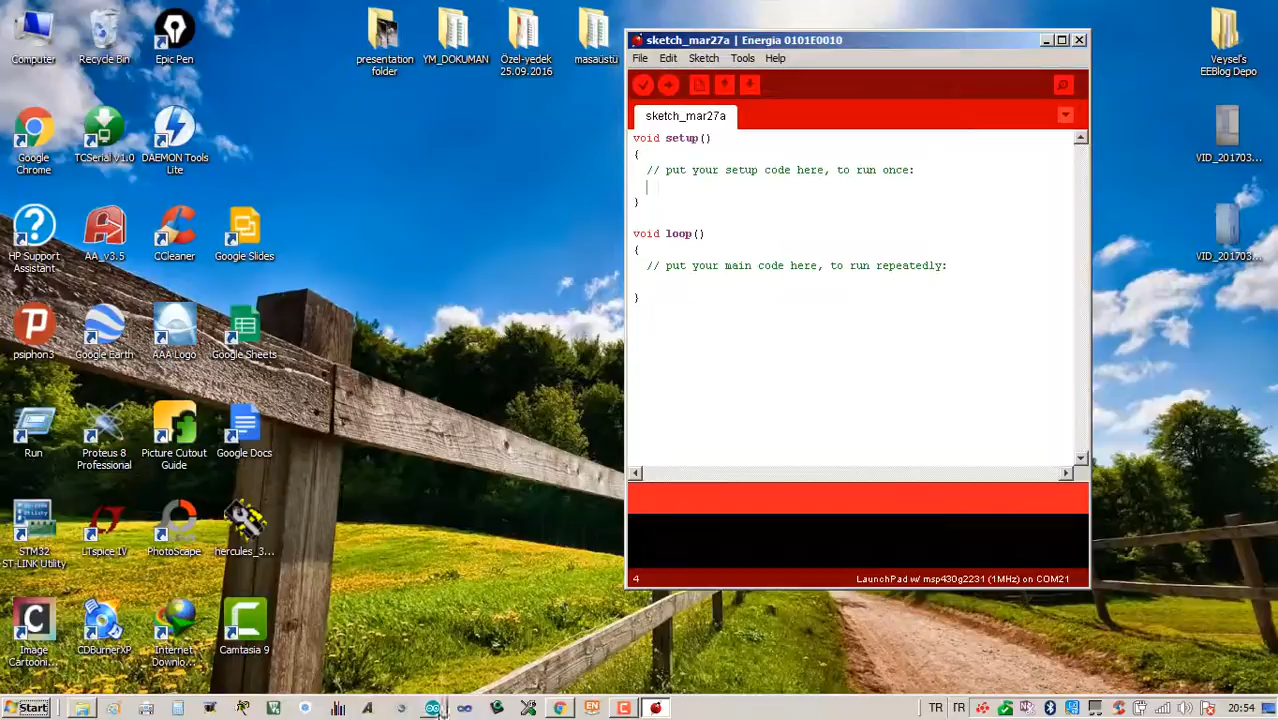 Computer
Recycle Bin
Epic Pen
presentation
folder
YM_DOKUMAN
Özel-yedek
25.09.2016
masaüstü
Veysel's
EEBlog Depo
Google
Chrome
TCSerial v1.0
DAEMON Tools
Lite
VID_201703...
HP Support
Assistant
AA_v3.5
CCleaner
Google Slides
VID_201703...
psiphon3
Google Earth
AAA Logo
Google Sheets
Run
Proteus 8
Professional
Picture Cutout
Guide
Google Docs
STM32
ST-LINK Utility
LTspice IV
PhotoScape
hercules_3...
Image
Cartooni...
CDBurnerXP
Internet
Downlo...
Camtasia 9
sketch_mar27a | Energia 0101E0010
File Edit Sketch Tools Help
sketch_mar27a
void setup()
{
// put your setup code here, to run once:
}
void loop()
{
// put your main code here, to run repeatedly:
}
4 LaunchPad w/ msp430g2231 (1MHz) on COM21
Start
EN
TR
20:54